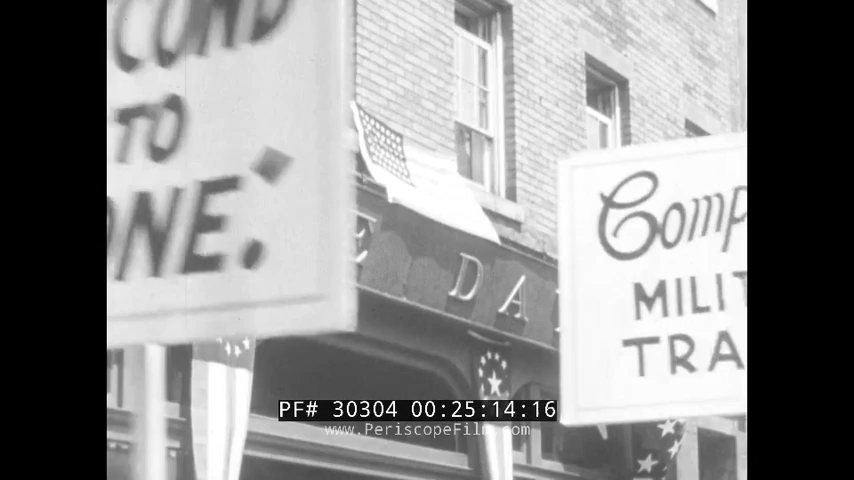 COND
TO
ONE.
E DA
Comp
MILIT
TRA
PF# 30304 00:25:14:16
www.PeriscopeFilm.com